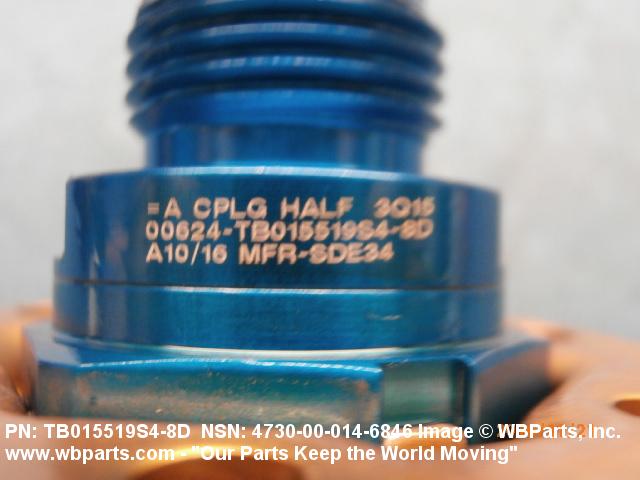 =A CPLG HALF 3Q15
00624-TB015519S4-8D
A10/16 MFR-SDE34
PN: TB015519S4-8D NSN: 4730-00-014-6846 Image © WBParts, Inc.
www.wbparts.com - "Our Parts Keep the World Moving"